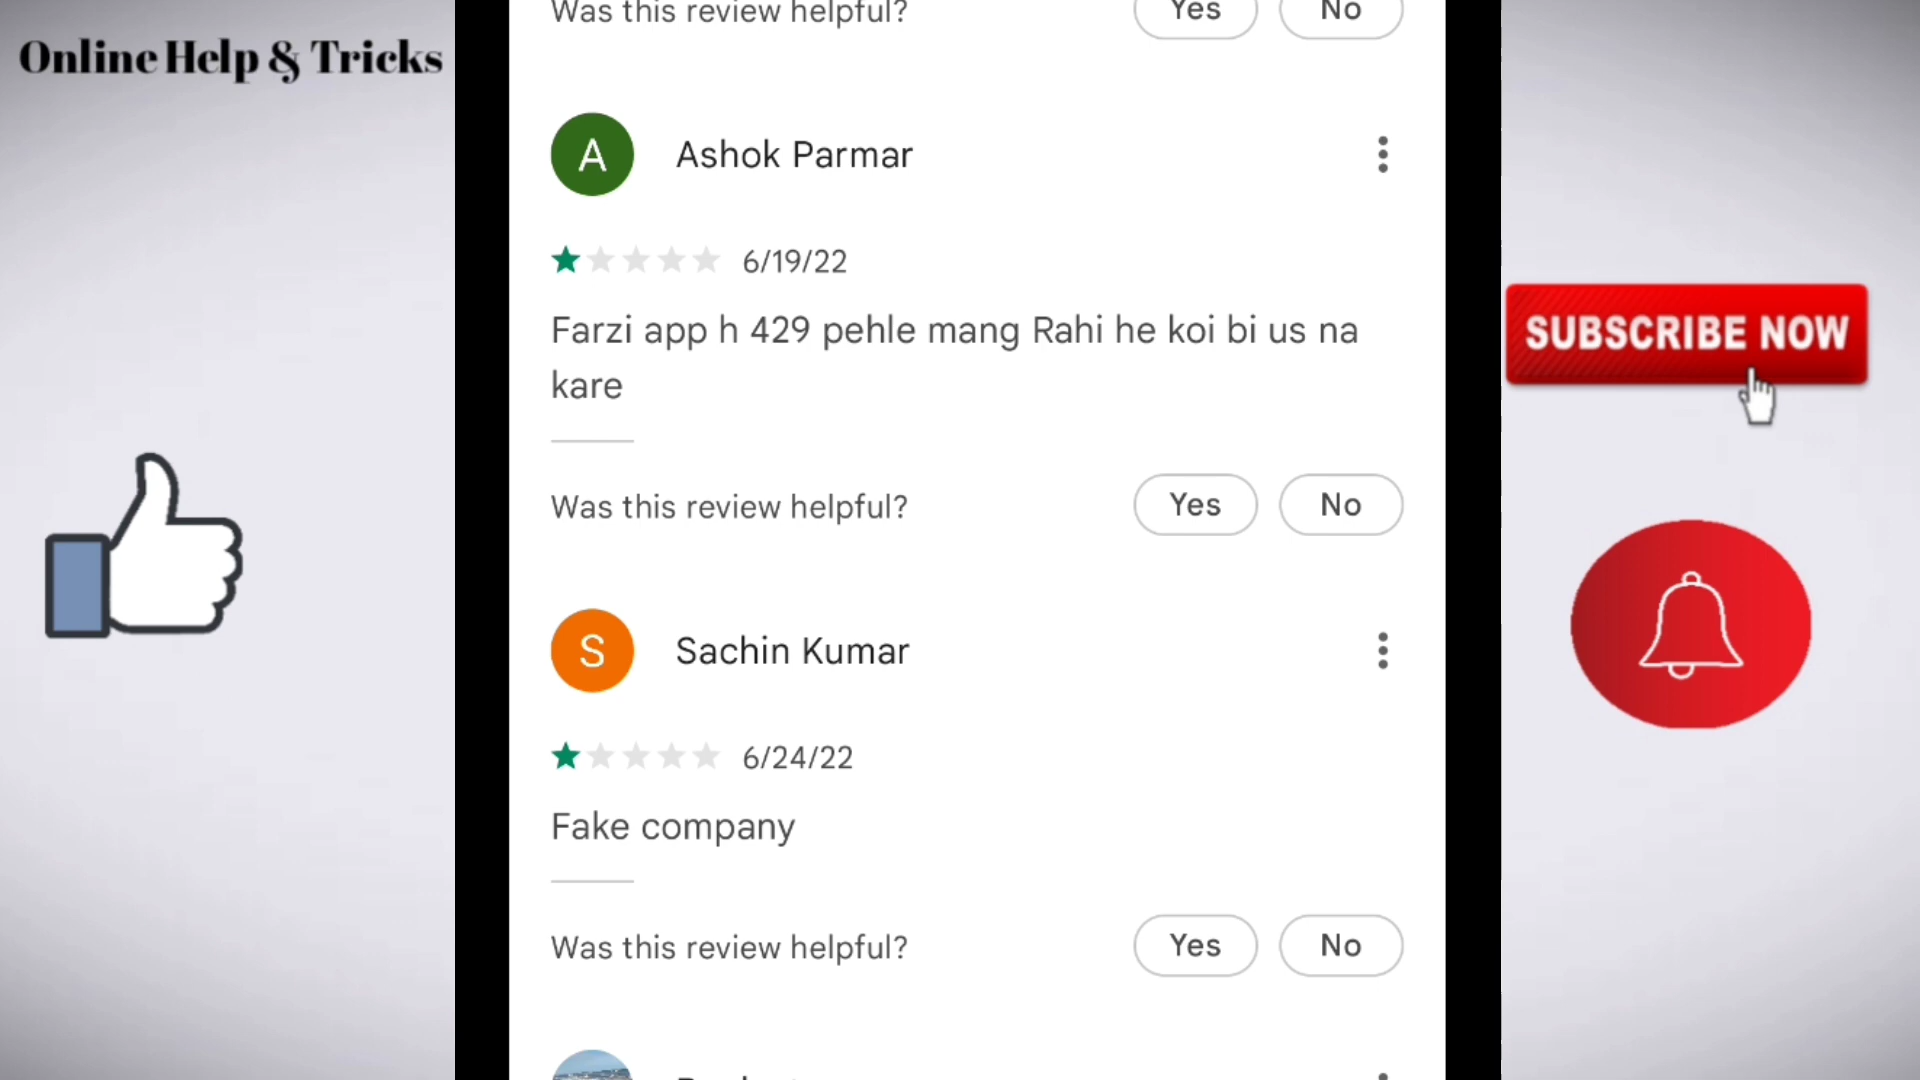 Was this review helpful?
Yes
No
Online Help & Tricks
A
Ashok Parmar
6/19/22
Farzi app h 429 pehle mang Rahi he koi bi us na
kare
SUBSCRIBE NOW
Was this review helpful?
Yes
No
S
Sachin Kumar
6/24/22
Fake company
Was this review helpful?
Yes
No